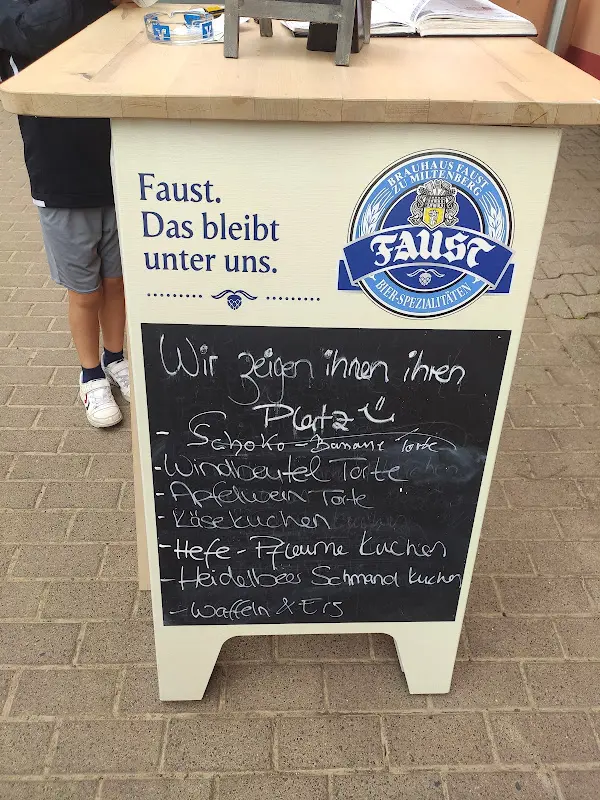 Faust.
Das bleibt
unter uns.
BRAUHAUS FAUST
ZU MILTENBERG
FAUST
BIER-SPEZIALITÄTEN
Wir zeigen ihnen ihren
Platz
- Schoko - Banane Torte
- Windbeutel Torte
- Apfelwein Torte
- Käsekuchen
- Hefe - Pflaume Kuchen
- Heidelbeer Schmand Kuchen
- Waffeln & Eis